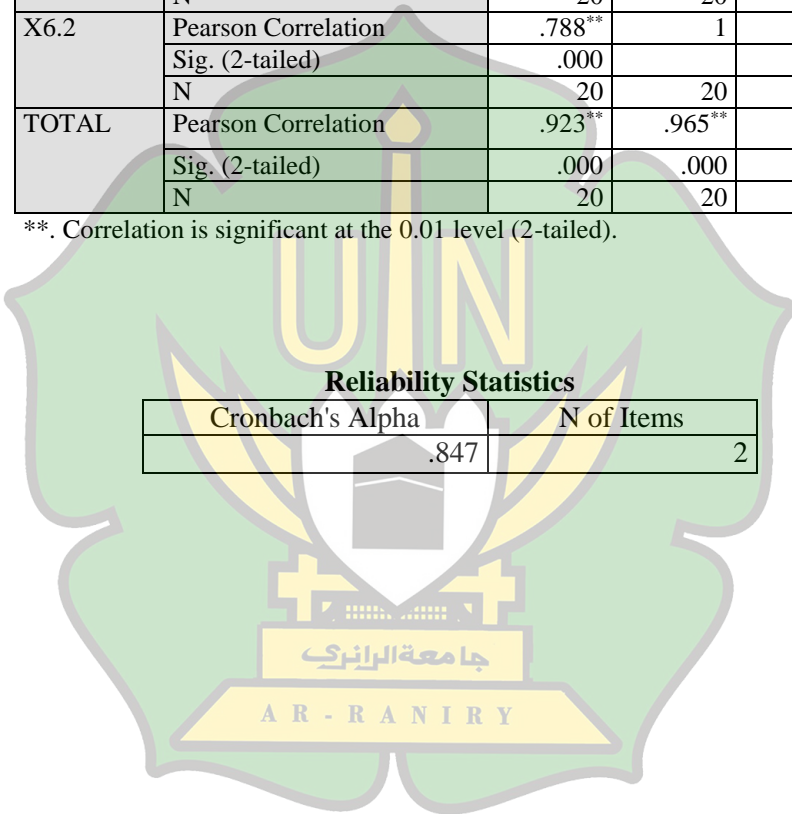 N 20 20
X6.2 Pearson Correlation .788** 1
Sig. (2-tailed) .000
N 20 20
TOTAL Pearson Correlation .923** .965**
Sig. (2-tailed) .000 .000
N 20 20
**. Correlation is significant at the 0.01 level (2-tailed).
UIN
Reliability Statistics
Cronbach's Alpha N of Items
.847 2
جامعةالرانري
AR-RANIRY